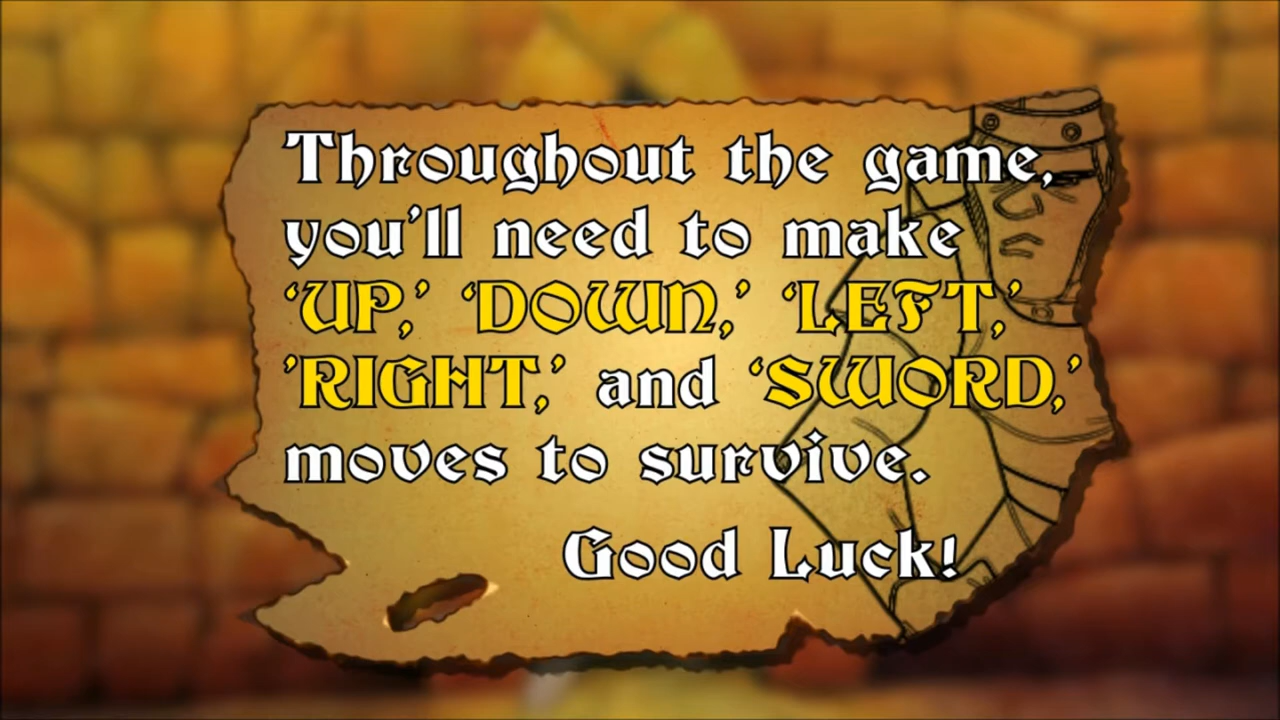 Throughout the game,
you'll need to make
‘UP,’ ‘DOWN,’ ‘LEFT,’
’RIGHT,’ and ‘SWORD,’
moves to survive.
Good Luck!